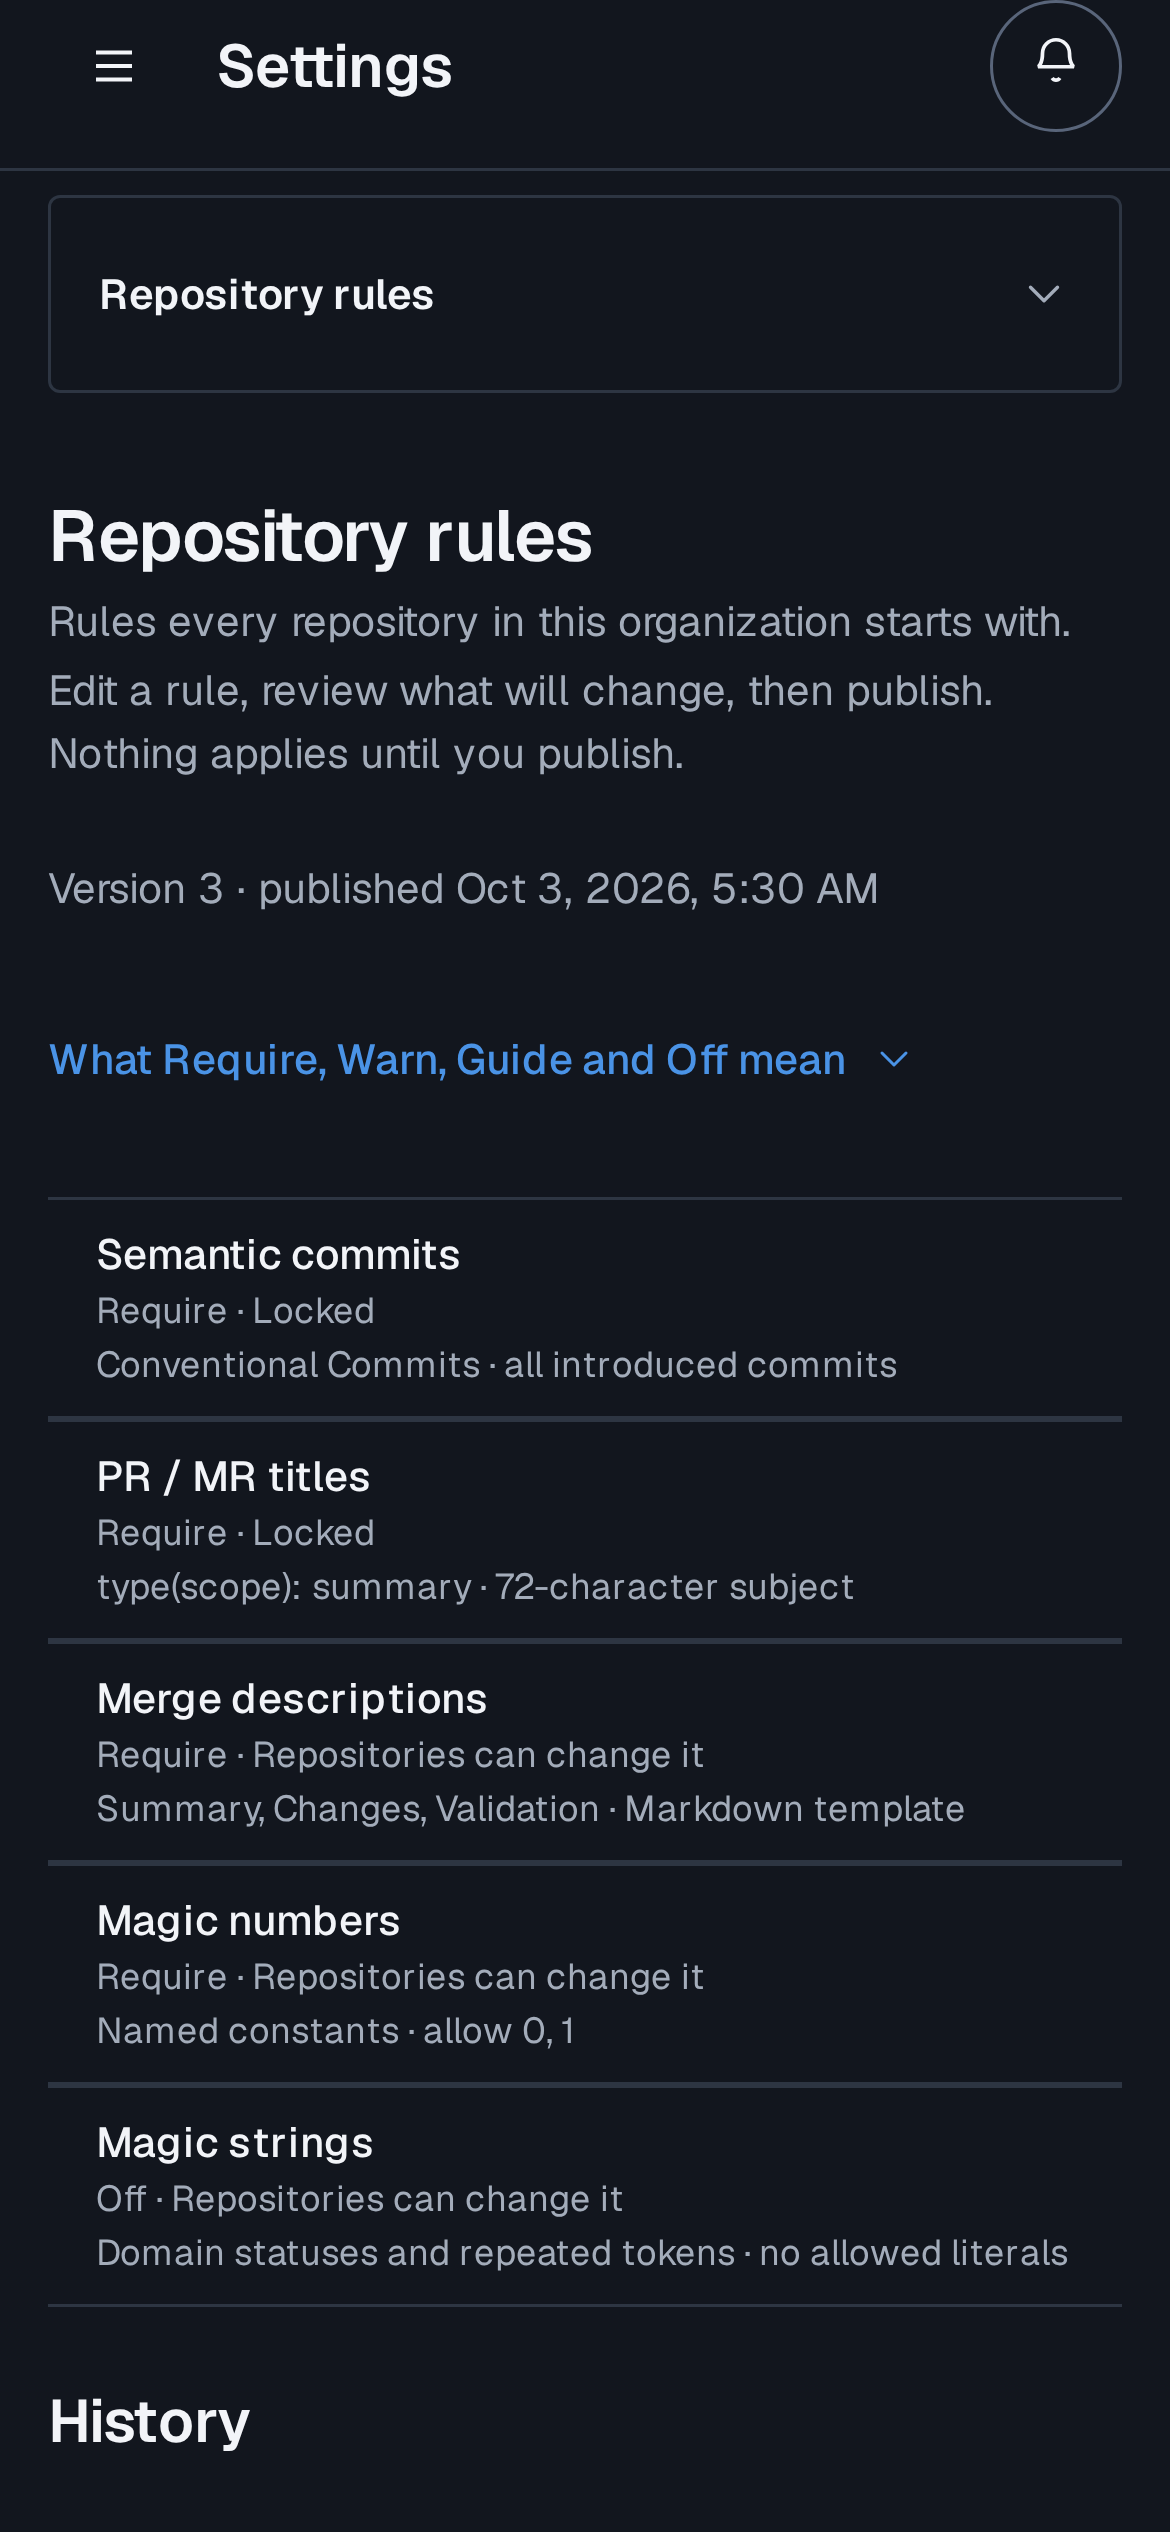 Settings
Repository rules
Repository rules
Rules every repository in this organization starts with.
Edit a rule, review what will change, then publish.
Nothing applies until you publish.
Version 3 · published Oct 3, 2026, 5:30 AM
What Require, Warn, Guide and Off mean
Semantic commits
Require · Locked
Conventional Commits · all introduced commits
PR / MR titles
Require · Locked
type(scope): summary · 72-character subject
Merge descriptions
Require · Repositories can change it
Summary, Changes, Validation · Markdown template
Magic numbers
Require · Repositories can change it
Named constants · allow 0, 1
Magic strings
Off · Repositories can change it
Domain statuses and repeated tokens · no allowed literals
History